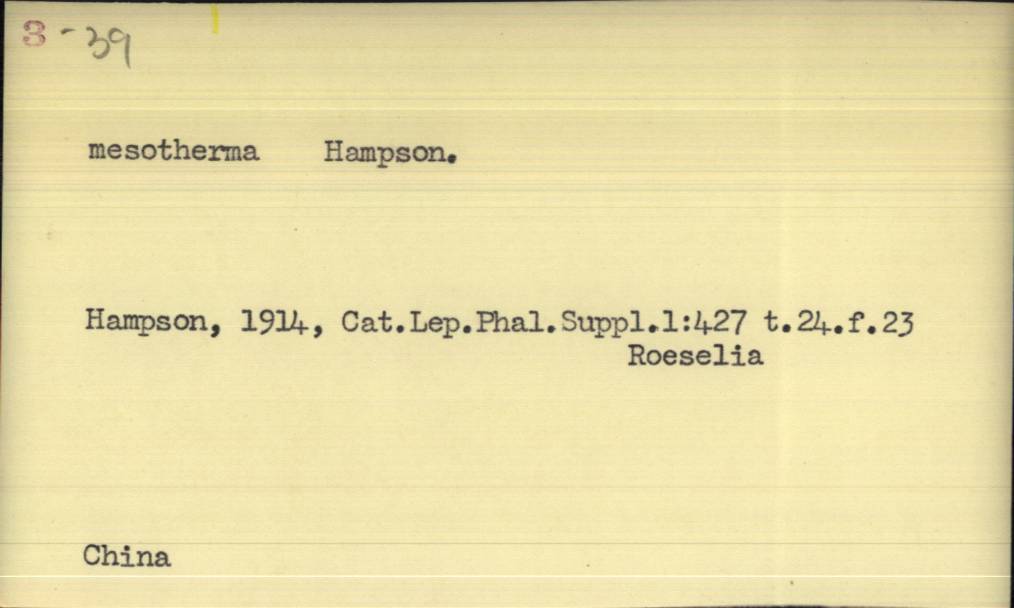 3 - 39
mesotherma Hampson.
Hampson, 1914, Cat.Lep.Phal.Suppl.1:427 t.24.f.23
Roeselia
China